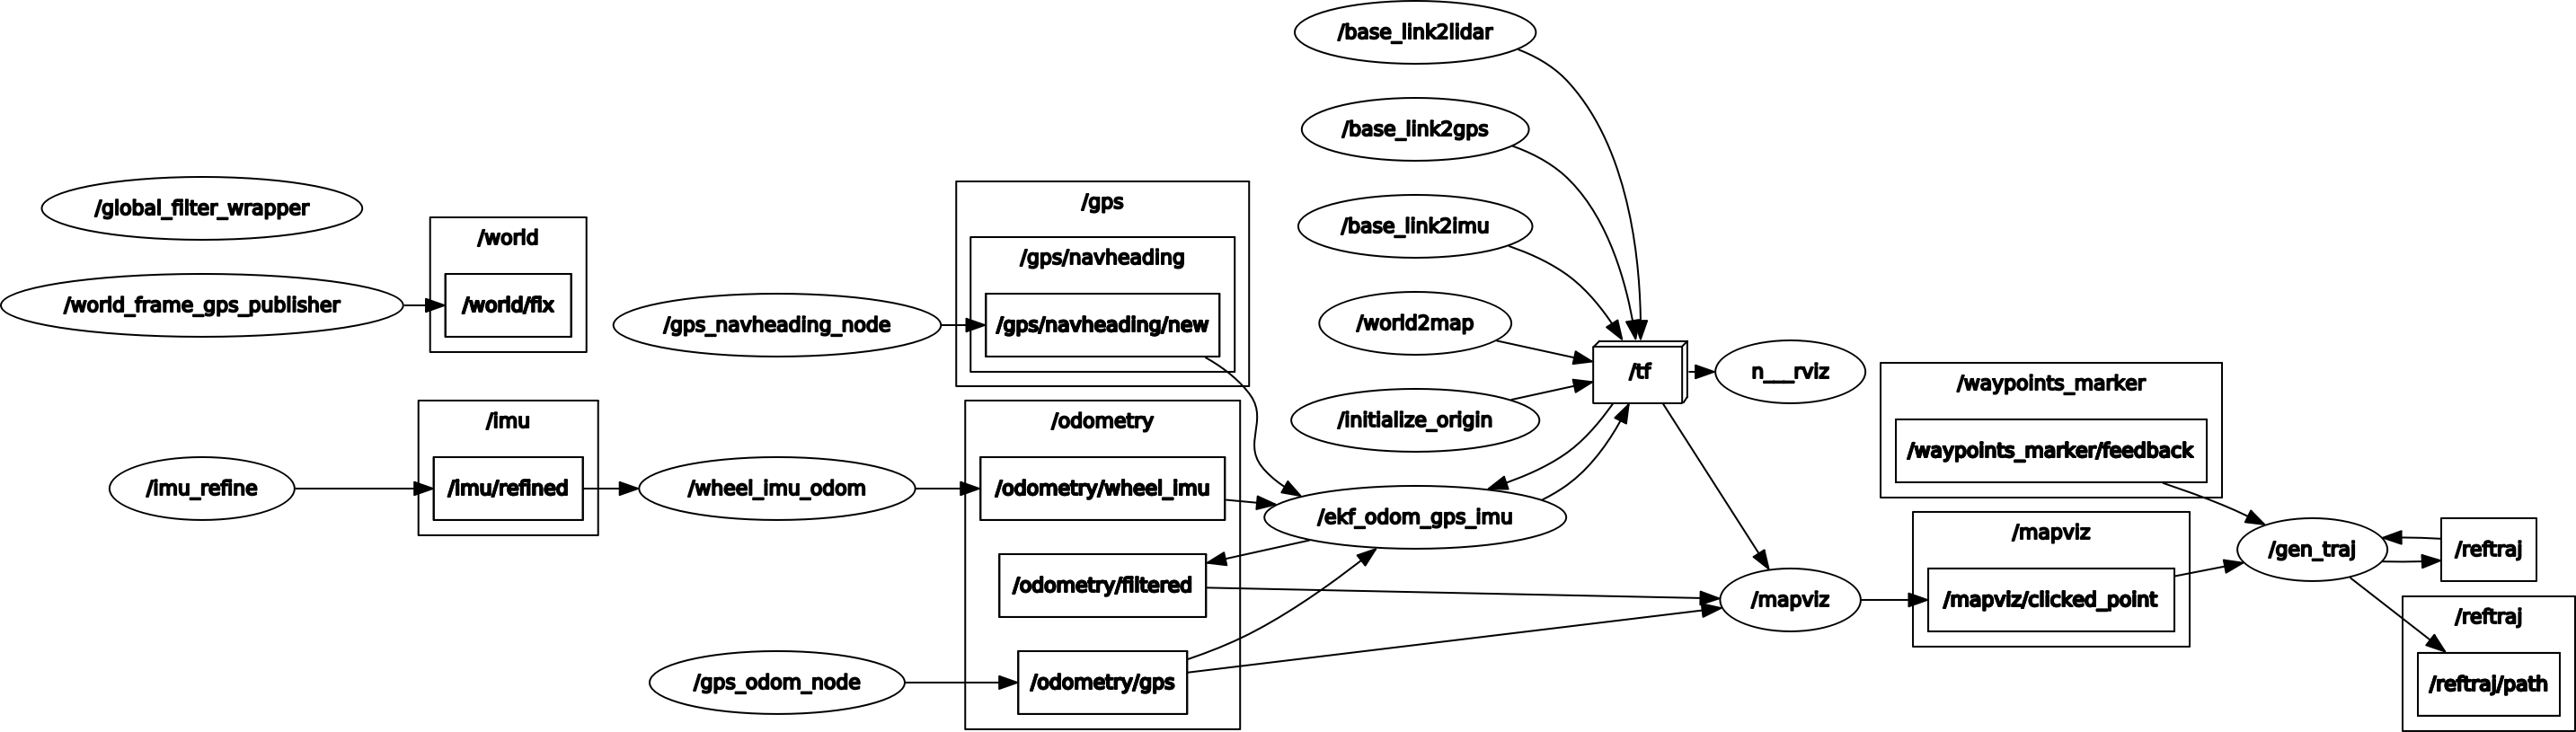 /base_link2lidar
/base_link2gps
/global_filter_wrapper
/world
/gps
/base_link2imu
/gps/navheading
/world_frame_gps_publisher
/world/fix
/gps_navheading_node
/gps/navheading/new
/world2map
/tf
n___rviz
/waypoints_marker
/imu
/odometry
/initialize_origin
/waypoints_marker/feedback
/imu_refine
/imu/refined
/wheel_imu_odom
/odometry/wheel_imu
/ekf_odom_gps_imu
/mapviz
/gen_traj
/reftraj
/odometry/filtered
/mapviz
/mapviz/clicked_point
/reftraj
/gps_odom_node
/odometry/gps
/reftraj/path